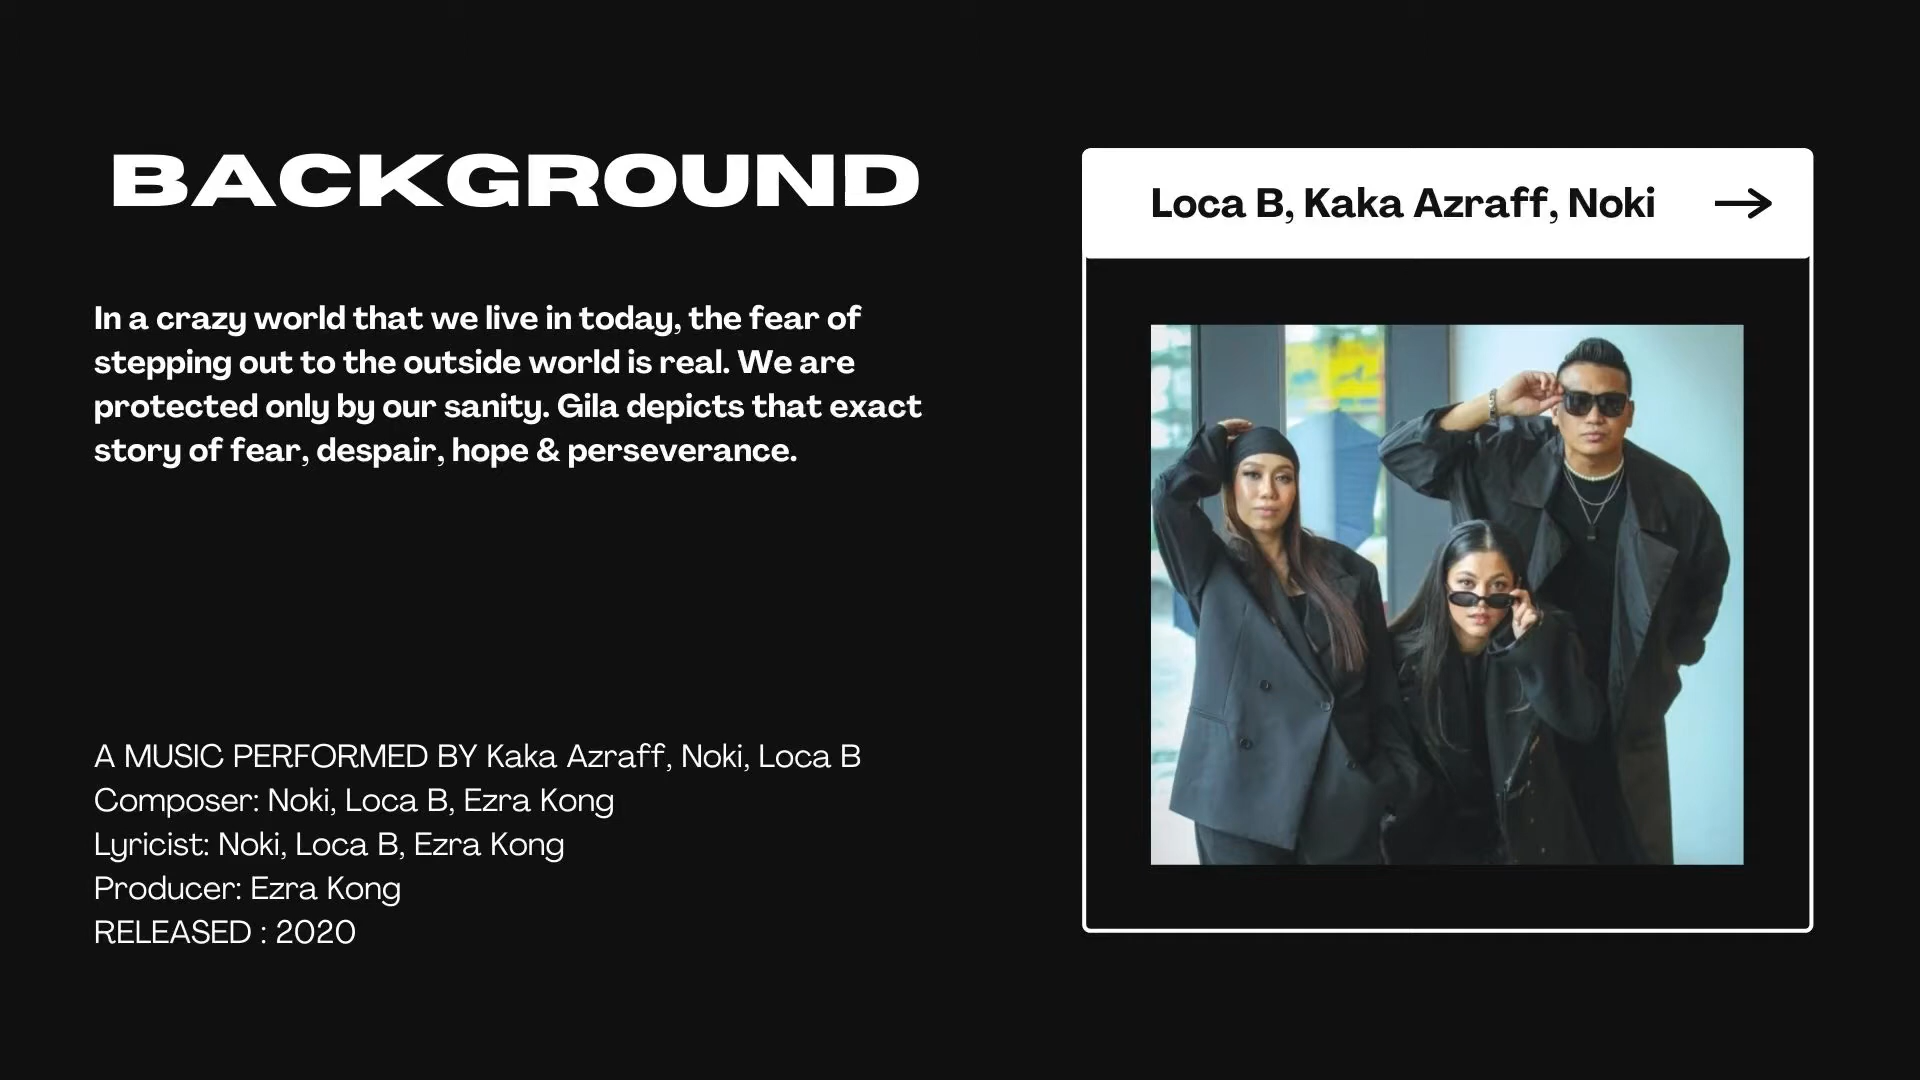 BACKGROUND
In a crazy world that we live in today, the fear of
stepping out to the outside world is real. We are
protected only by our sanity. Gila depicts that exact
story of fear, despair, hope & perseverance.
A MUSIC PERFORMED BY Kaka Azraff, Noki, Loca B
Composer: Noki, Loca B, Ezra Kong
Lyricist: Noki, Loca B, Ezra Kong
Producer: Ezra Kong
RELEASED : 2020
Loca B, Kaka Azraff, Noki